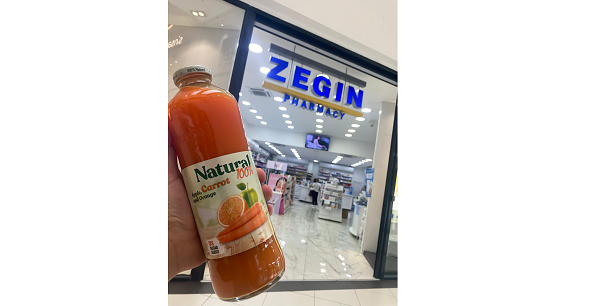 ZEGIN
PHARMACY
Natural
100%
Apple, Carrot
and Orange